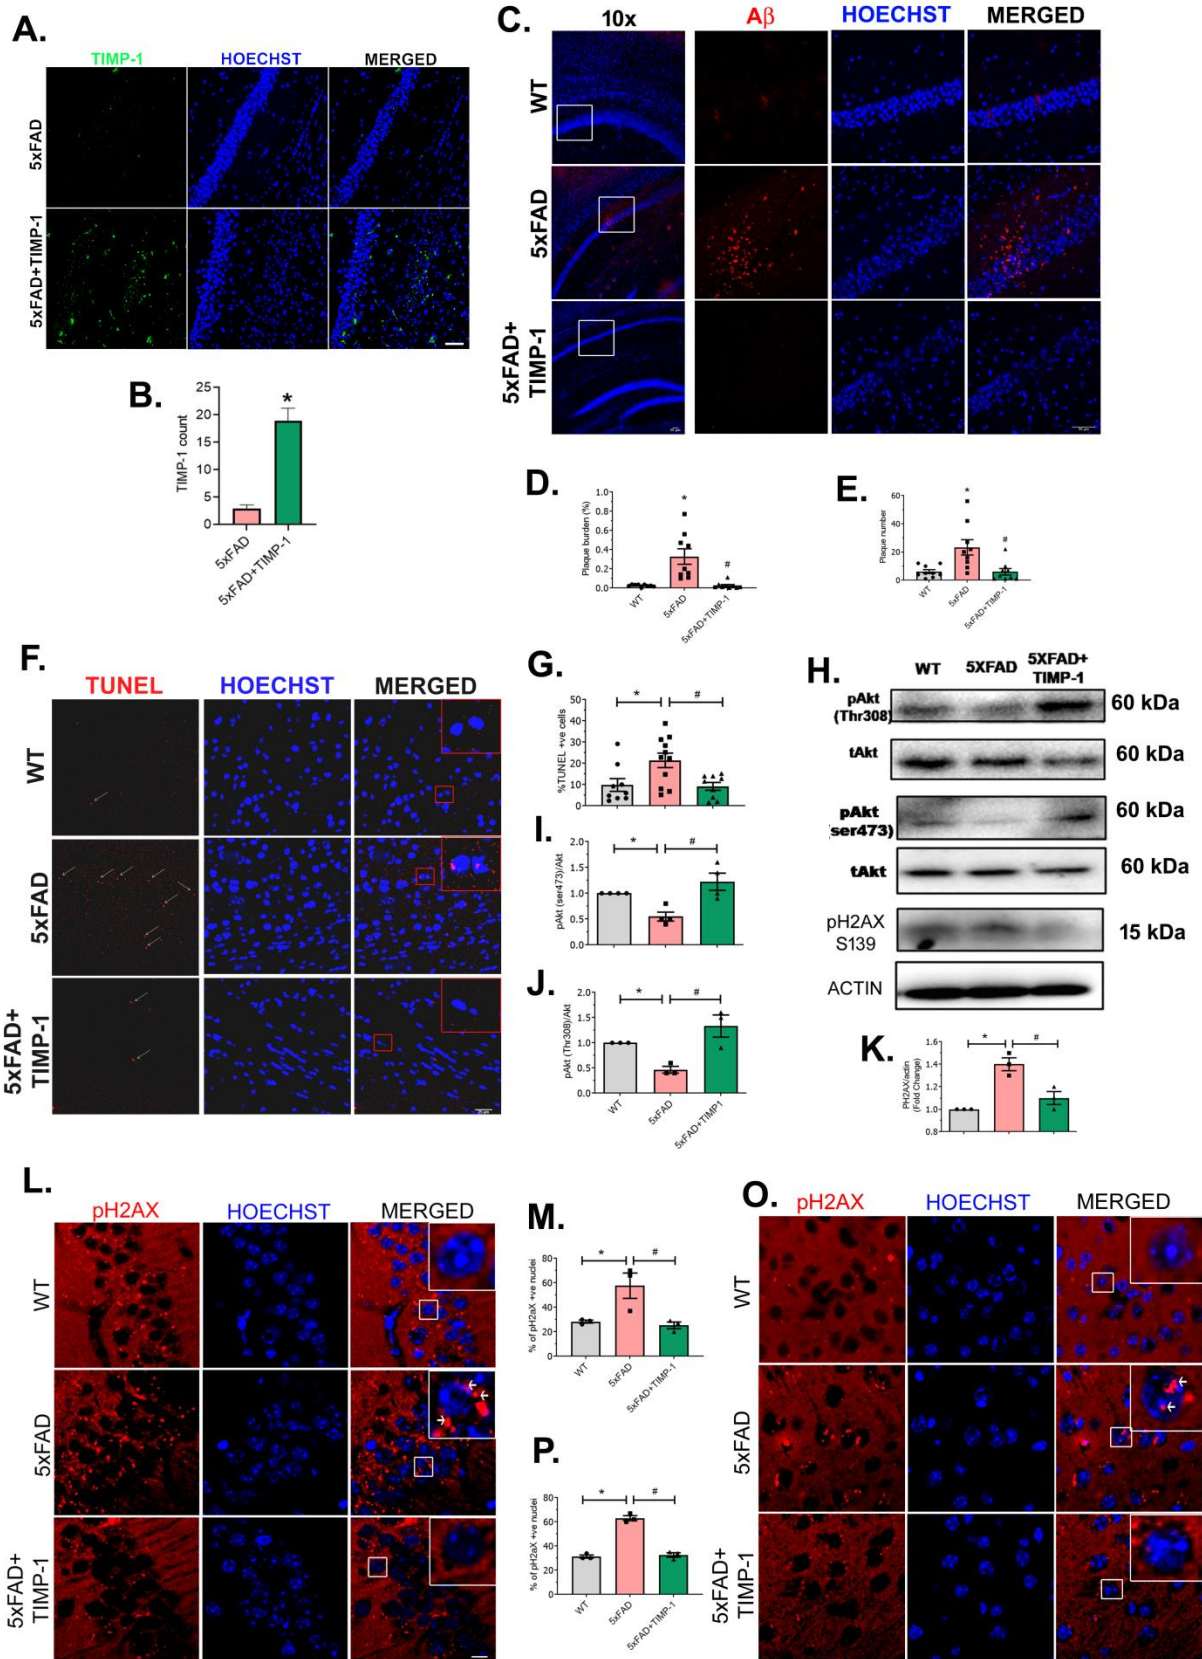 A.
TIMP-1 HOECHST MERGED
5xFAD
5xFAD+TIMP-1
B.
TIMP-1 count
25
20
15
10
5
0
*
5xFAD
5xFAD+TIMP-1
C.
10x Aβ HOECHST MERGED
WT
5xFAD
5xFAD+
TIMP-1
D.
Plaque burden (%)
1.0
0.8
0.6
0.4
0.2
0.0
*
#
WT
5xFAD
5xFAD+TIMP-1
E.
Plaque number
60
40
20
0
*
#
WT
5xFAD
5xFAD+TIMP-1
F.
TUNEL HOECHST MERGED
WT
5xFAD
5xFAD+
TIMP-1
G.
%TUNEL +ve cells
50
40
30
20
10
0
* #
H.
WT 5XFAD 5XFAD+
TIMP-1
pAkt
(Thr308)
60 kDa
tAkt 60 kDa
pAkt
(ser473)
60 kDa
tAkt 60 kDa
pH2AX
S139
15 kDa
ACTIN
I.
pAkt (ser473)/Akt
2.0
1.5
1.0
0.5
0.0
* #
J.
pAkt (Thr308)/Akt
2.0
1.5
1.0
0.5
0.0
* #
WT
5xFAD
5xFAD+TIMP1
K.
PH2AX/actin
(Fold Change)
1.6
1.4
1.2
1.0
0.8
* #
L.
pH2AX HOECHST MERGED
WT
5xFAD
5xFAD+
TIMP-1
M.
% of pH2aX +ve nuclei
80
60
40
20
0
* #
WT
5xFAD
5xFAD+TIMP-1
O.
pH2AX HOECHST MERGED
WT
5xFAD
5xFAD+
TIMP-1
P.
% of pH2aX +ve nuclei
80
60
40
20
0
* #
WT
5xFAD
5xFAD+TIMP-1